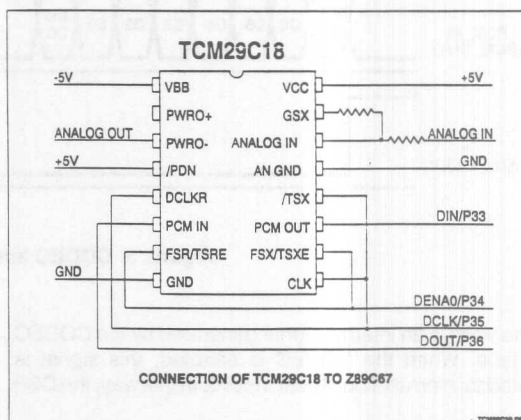 TCM29C18
-5V VBB VCC +5V
PWRO+ GSX
ANALOG OUT PWRO- ANALOG IN ANALOG IN
+5V /PDN AN GND GND
DCLKR /TSX
PCM IN PCM OUT DIN/P33
FSR/TSRE FSX/TSXE
GND GND CLK
DENA0/P34
DCLK/P35
DOUT/P36
CONNECTION OF TCM29C18 TO Z89C67